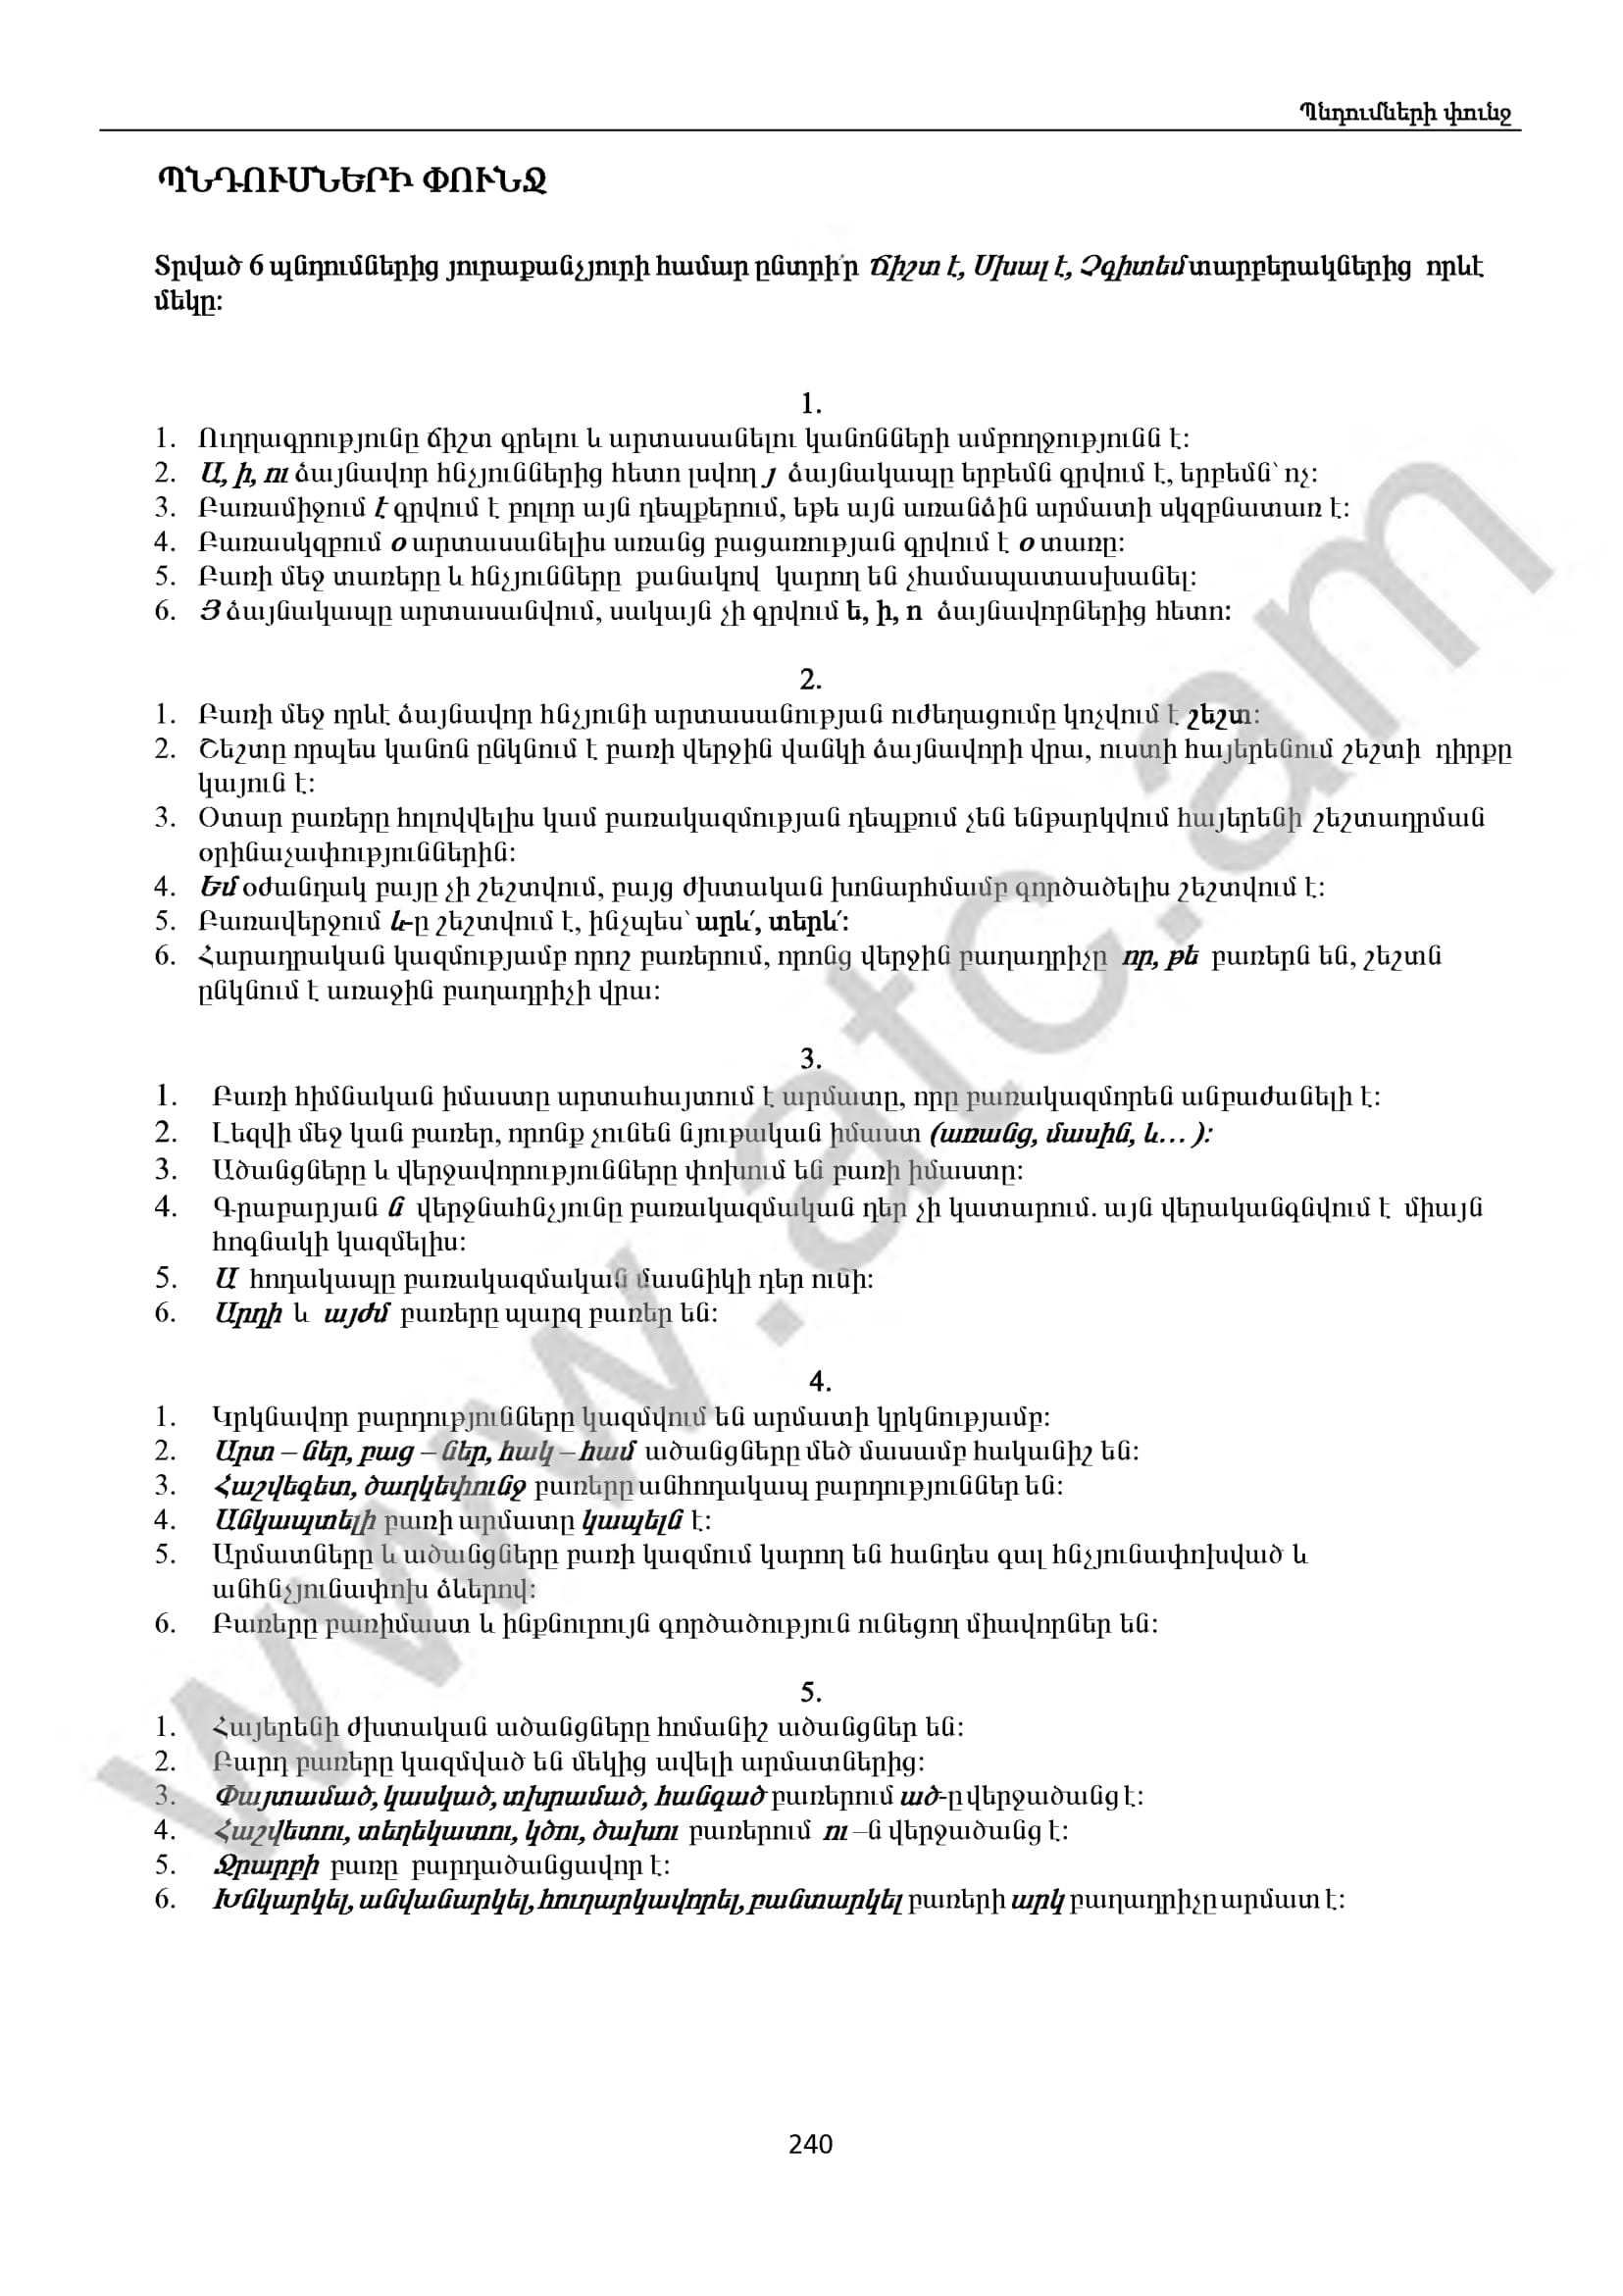 Պնդումների փունջ
ՊՆԴՈՒՄՆԵՐԻ ՓՈՒՆՋ
Տրված 6 պնդումներից յուրաքանչյուրի համար ընտրի՛ր Ճիշտ է, Սխալ է, Չգիտեմ տարբերակներից որևէ
մեկը:
1.
1. Ուղղագրությունը ճիշտ գրելու և արտասանելու կանոնների ամբողջությունն է:
2. Ա, ի, ու ձայնավոր հնչյուններից հետո լսվող յ ձայնակապը երբեմն գրվում է, երբեմն՝ ոչ:
3. Բառամիջում է գրվում է բոլոր այն դեպքերում, եթե այն առանձին արմատի սկզբնատառ է:
4. Բառասկզբում օ արտասանելիս առանց բացառության գրվում է օ տառը:
5. Բառի մեջ տառերը և հնչյունները քանակով կարող են չհամապատասխանել:
6. Յ ձայնակապը արտասանվում, սակայն չի գրվում ե, ի, ո ձայնավորներից հետո:
2.
1. Բառի մեջ որևէ ձայնավոր հնչյունի արտասանության ուժեղացումը կոչվում է շեշտ:
2. Շեշտը որպես կանոն ընկնում է բառի վերջին վանկի ձայնավորի վրա, ուստի հայերենում շեշտի դիրքը
կայուն է:
3. Օտար բառերը հոլովվելիս կամ բառակազմության դեպքում չեն ենթարկվում հայերենի շեշտադրման
օրինաչափություններին:
4. Եմ օժանդակ բայը չի շեշտվում, բայց ժխտական խոնարհմամբ գործածելիս շեշտվում է:
5. Բառավերջում և-ը շեշտվում է, ինչպես՝ արև՛, տերև՛:
6. Հարադրական կազմությամբ որոշ բառերում, որոնց վերջին բաղադրիչը որ, թե բառերն են, շեշտն
ընկնում է առաջին բաղադրիչի վրա:
3.
1. Բառի հիմնական իմաստը արտահայտում է արմատը, որը բառակազմորեն անբաժանելի է:
2. Լեզվի մեջ կան բառեր, որոնք չունեն նյութական իմաստ (առանց, մասին, և… ):
3. Ածանցները և վերջավորությունները փոխում են բառի իմաստը:
4. Գրաբարյան ն վերջնահնչյունը բառակազմական դեր չի կատարում. այն վերականգնվում է միայն
հոգնակի կազմելիս:
5. Ա հոդակապը բառակազմական մասնիկի դեր ունի:
6. Արդի և այժմ բառերը պարզ բառեր են:
4.
1. Կրկնավոր բարդությունները կազմվում են արմատի կրկնությամբ:
2. Արտ – ներ, բաց – ներ, հակ – համ ածանցները մեծ մասամբ հականիշ են:
3. Հաշվեգետ, ծաղկեփունջ բառերը անհոդակապ բարդություններ են:
4. Անկապտելի բառի արմատը կապելն է:
5. Արմատները և ածանցները բառի կազմում կարող են հանդես գալ հնչյունափոխված և
անհնչյունափոխ ձևերով:
6. Բառերը բառիմաստ և ինքնուրույն գործածություն ունեցող միավորներ են:
5.
1. Հայերենի ժխտական ածանցները հոմանիշ ածանցներ են:
2. Բարդ բառերը կազմված են մեկից ավելի արմատներից:
3. Փայտամած, կասկած, տխրամած, հանգած բառերում ած-ը վերջածանց է:
4. Հաշվետու, տեղեկատու, կծու, ծախու բառերում ու –ն վերջածանց է:
5. Ջրարբի բառը բարդածանցավոր է:
6. Խնկարկել, անվանարկել, հուղարկավորել, բանտարկել բառերի արկ բաղադրիչը արմատ է:
www.atc.am
240